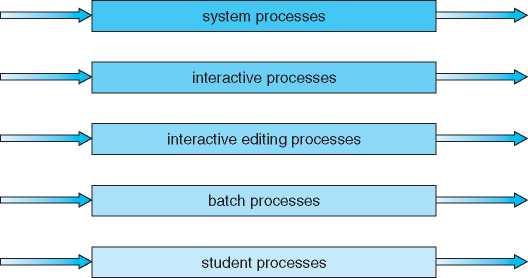 system processes
interactive processes
interactive editing processes
batch processes
student processes